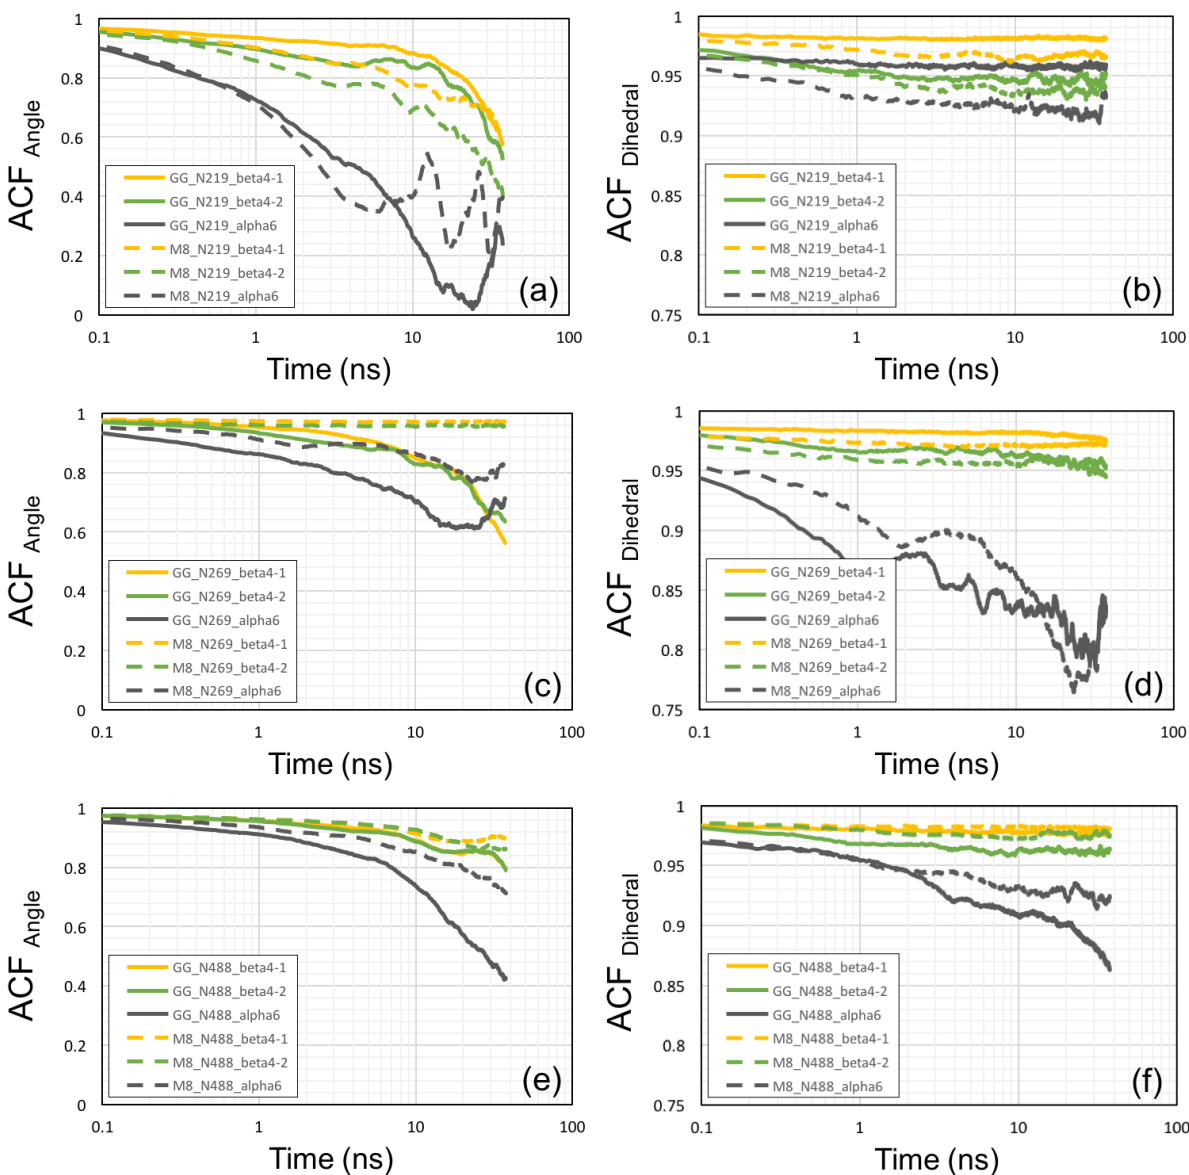 ACF Angle
1
0.8
0.6
0.4
0.2
0
GG_N219_beta4-1
GG_N219_beta4-2
GG_N219_alpha6
M8_N219_beta4-1
M8_N219_beta4-2
M8_N219_alpha6
(a)
0.1 1 10 100
Time (ns)
ACF Dihedral
1
0.95
0.9
0.85
0.8
0.75
GG_N219_beta4-1
GG_N219_beta4-2
GG_N219_alpha6
M8_N219_beta4-1
M8_N219_beta4-2
M8_N219_alpha6
(b)
0.1 1 10 100
Time (ns)
ACF Angle
1
0.8
0.6
0.4
0.2
0
GG_N269_beta4-1
GG_N269_beta4-2
GG_N269_alpha6
M8_N269_beta4-1
M8_N269_beta4-2
M8_N269_alpha6
(c)
0.1 1 10 100
Time (ns)
ACF Dihedral
1
0.95
0.9
0.85
0.8
0.75
GG_N269_beta4-1
GG_N269_beta4-2
GG_N269_alpha6
M8_N269_beta4-1
M8_N269_beta4-2
M8_N269_alpha6
(d)
0.1 1 10 100
Time (ns)
ACF Angle
1
0.8
0.6
0.4
0.2
0
GG_N488_beta4-1
GG_N488_beta4-2
GG_N488_alpha6
M8_N488_beta4-1
M8_N488_beta4-2
M8_N488_alpha6
(e)
0.1 1 10 100
Time (ns)
ACF Dihedral
1
0.95
0.9
0.85
0.8
0.75
GG_N488_beta4-1
GG_N488_beta4-2
GG_N488_alpha6
M8_N488_beta4-1
M8_N488_beta4-2
M8_N488_alpha6
(f)
0.1 1 10 100
Time (ns)